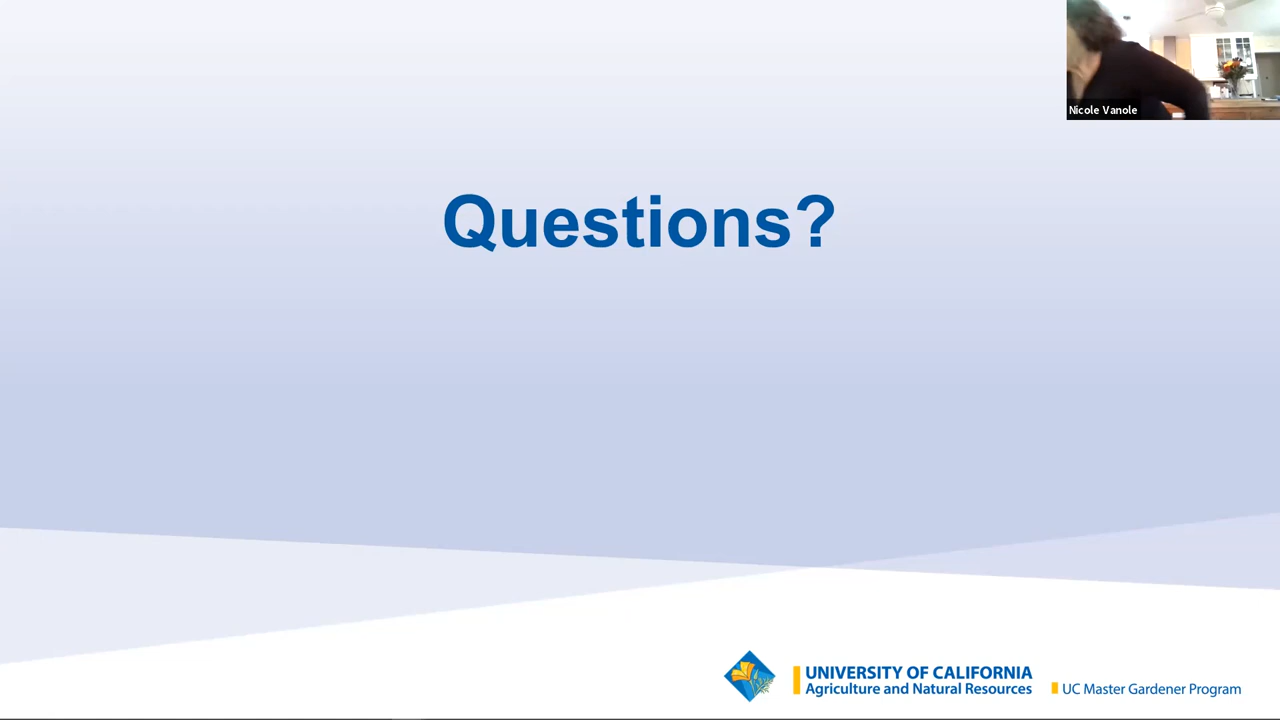 Nicole Vanole
Questions?
UNIVERSITY OF CALIFORNIA
Agriculture and Natural Resources
UC Master Gardener Program